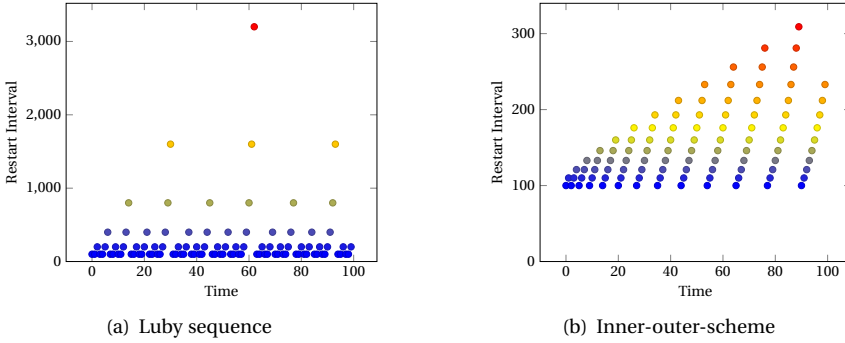 3,000
2,000
1,000
0
Restart Interval
0 20 40 60 80 100
Time
(a) Luby sequence
300
200
100
0
Restart Interval
0 20 40 60 80 100
Time
(b) Inner-outer-scheme